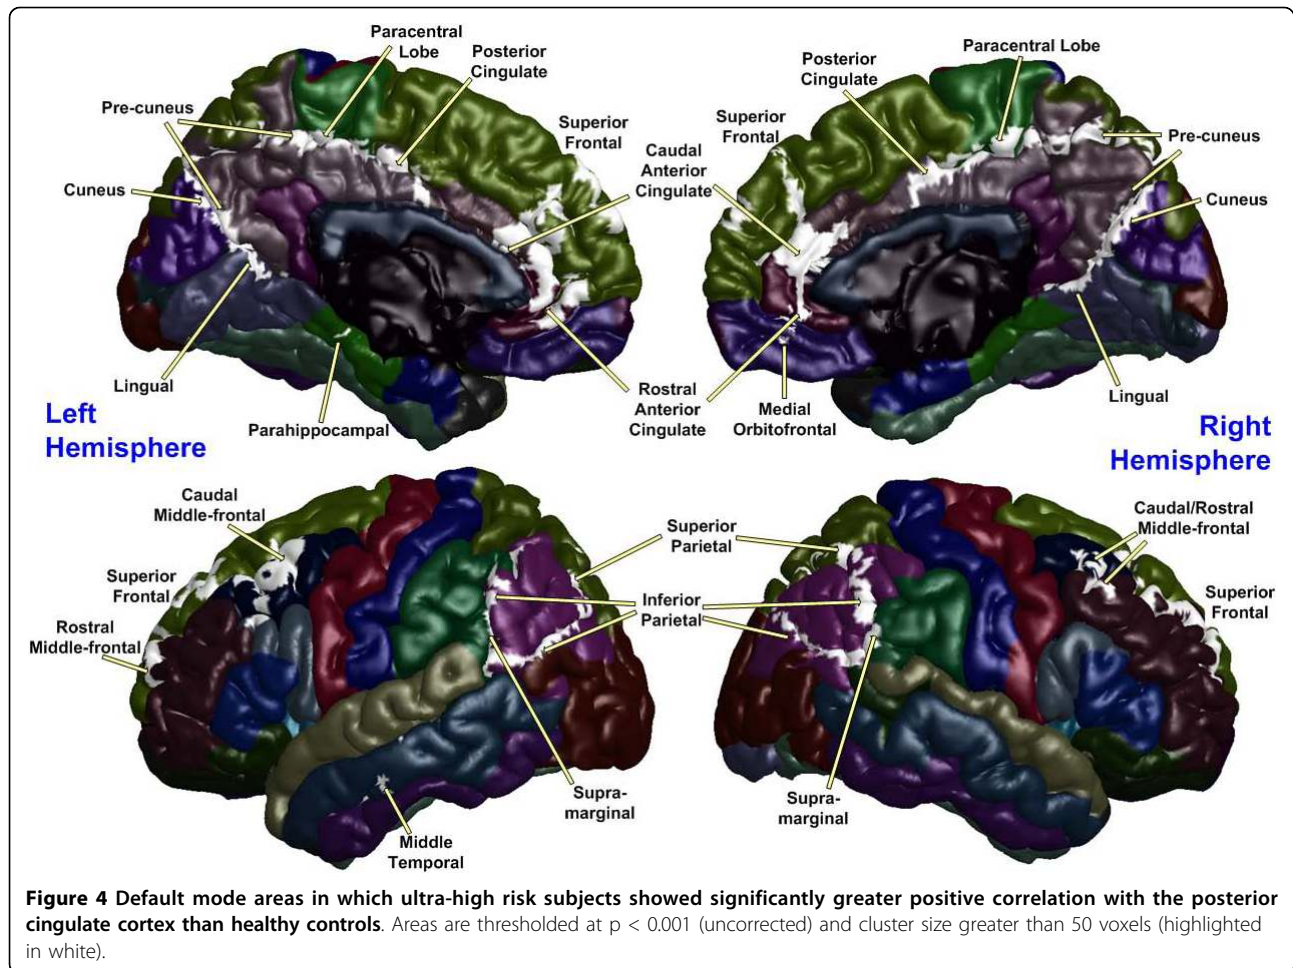 Paracentral
Lobe
Posterior
Cingulate
Pre-cuneus
Superior
Frontal
Cuneus
Caudal
Anterior
Cingulate
Lingual
Parahippocampal
Rostral
Anterior
Cingulate
Left
Hemisphere
Paracentral Lobe
Posterior
Cingulate
Superior
Frontal
Pre-cuneus
Cuneus
Medial
Orbitofrontal
Lingual
Right
Hemisphere
Caudal
Middle-frontal
Superior
Frontal
Rostral
Middle-frontal
Superior
Parietal
Inferior
Parietal
Supra-
marginal
Middle
Temporal
Caudal/Rostral
Middle-frontal
Superior
Frontal
Supra-
marginal
Figure 4 Default mode areas in which ultra-high risk subjects showed significantly greater positive correlation with the posterior
cingulate cortex than healthy controls. Areas are thresholded at p < 0.001 (uncorrected) and cluster size greater than 50 voxels (highlighted
in white).